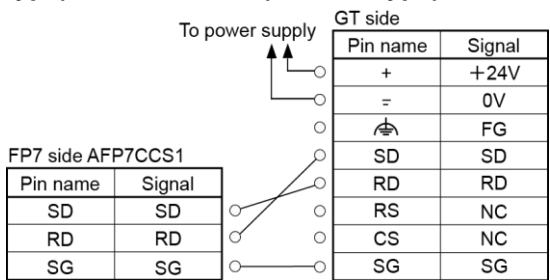 GT side
To power supply
Pin name Signal
+ +24V
= 0V
FG
SD SD
RD RD
RS NC
CS NC
SG SG
FP7 side AFP7CCS1
Pin name Signal
SD SD
RD RD
SG SG